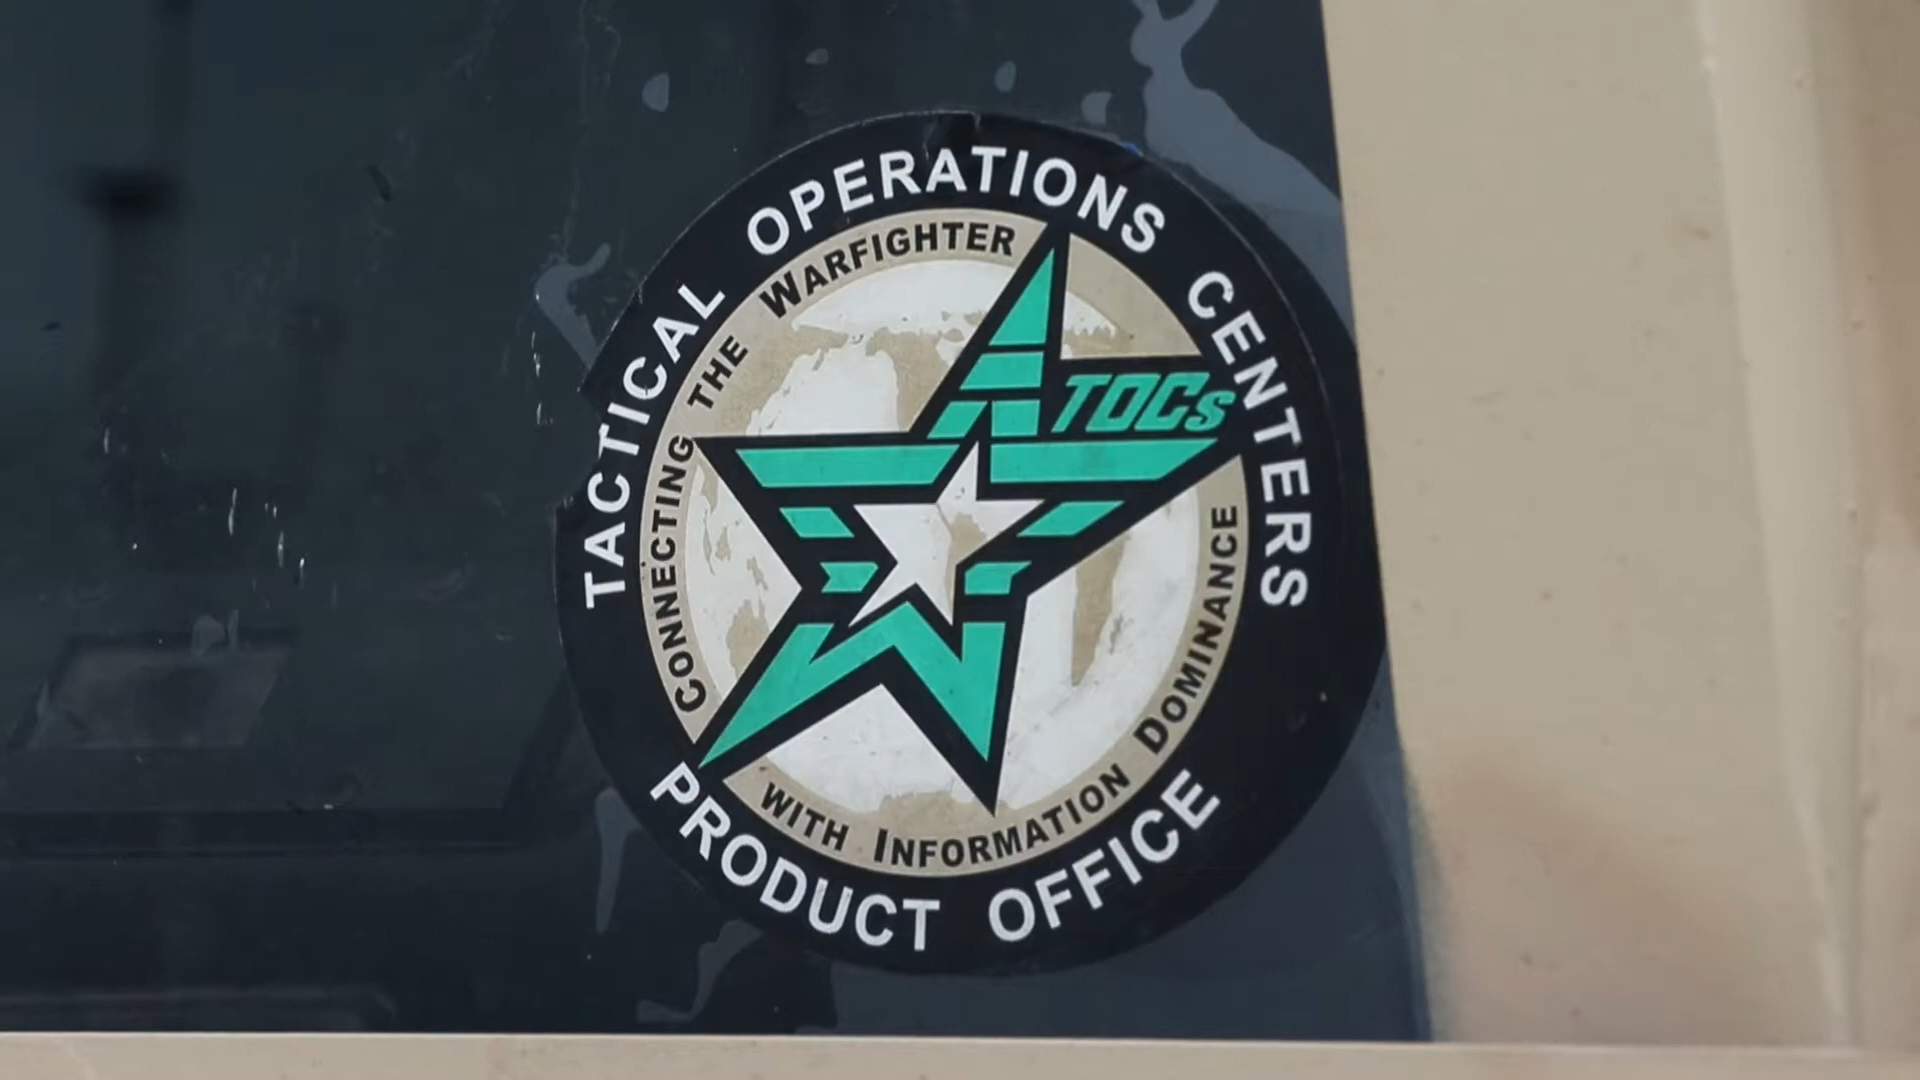 TACTICAL OPERATIONS CENTERS
CONNECTING THE WARFIGHTER
TOCs
WITH INFORMATION DOMINANCE
PRODUCT OFFICE